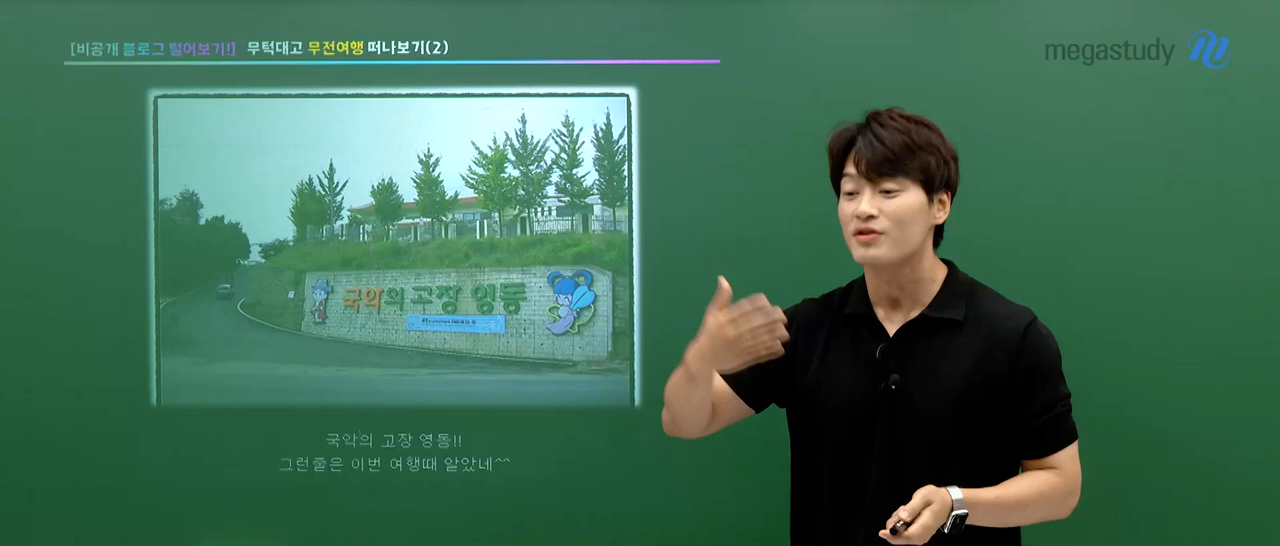 [비공개 블로그 털어보기!] 무턱대고 무전여행 떠나보기(2)
megastudy
국악의 고장 영동
국악의 고장 영동!!
그런줄은 이번 여행때 알았네^^